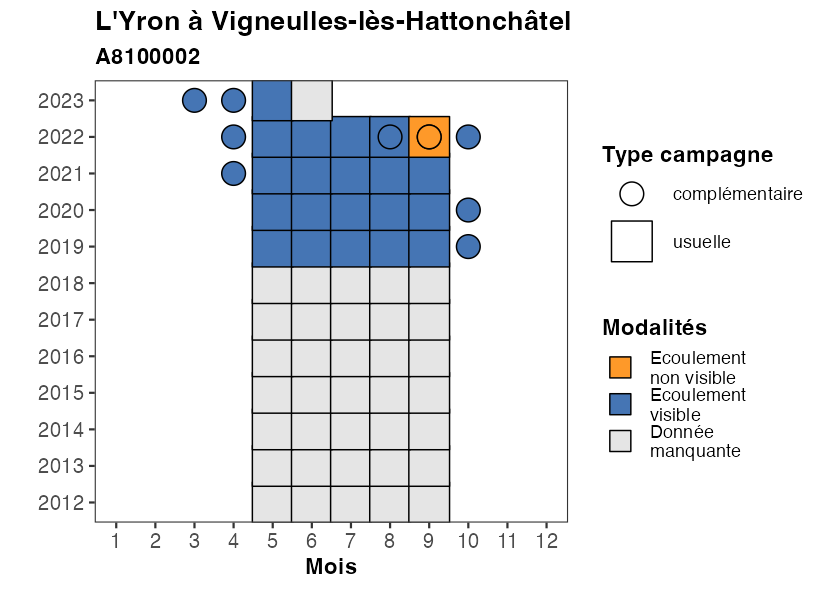 L'Yron à Vigneulles-lès-Hattonchâtel
A8100002
2023
2022
2021
2020
2019
2018
2017
2016
2015
2014
2013
2012
1 2 3 4 5 6 7 8 9 10 11 12
Mois
Type campagne
complémentaire
usuelle
Modalités
Ecoulement
non visible
Ecoulement
visible
Donnée
manquante